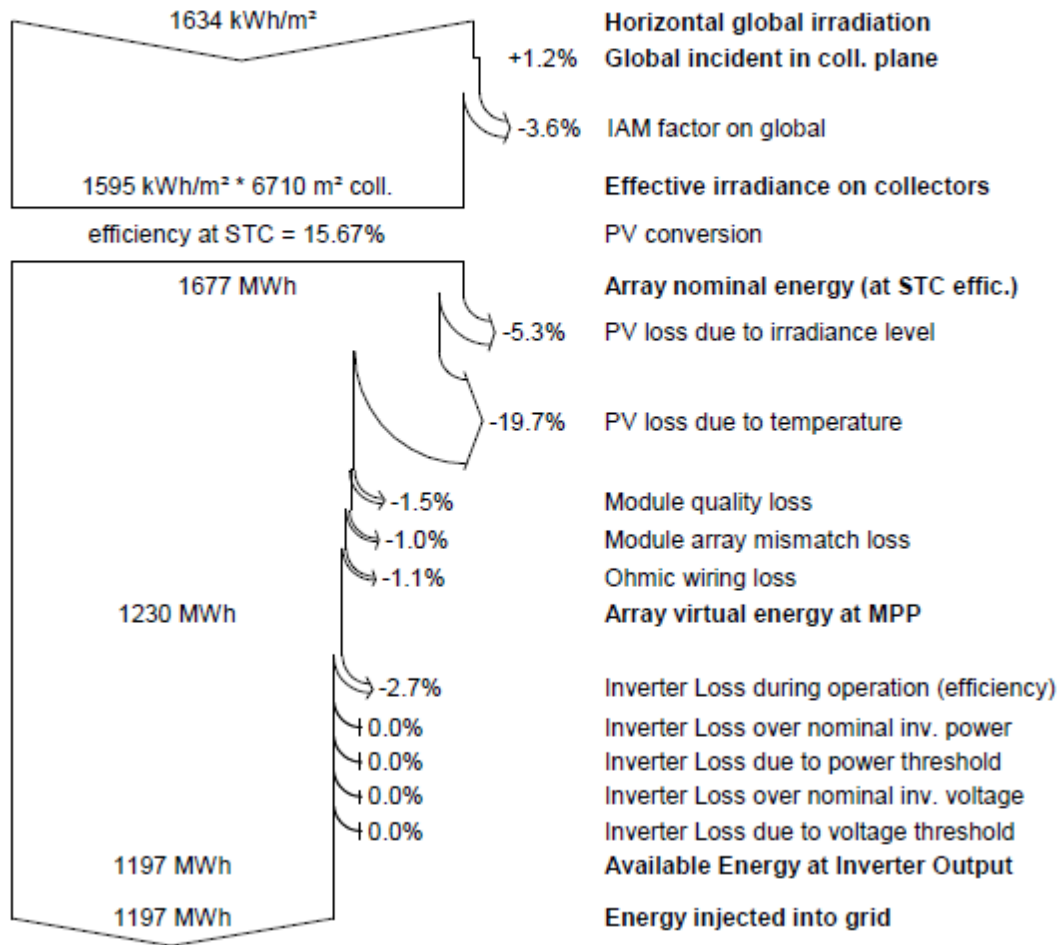 1634 kWh/m² Horizontal global irradiation
+1.2% Global incident in coll. plane
-3.6% IAM factor on global
1595 kWh/m² * 6710 m² coll. Effective irradiance on collectors
efficiency at STC = 15.67% PV conversion
1677 MWh Array nominal energy (at STC effic.)
-5.3% PV loss due to irradiance level
-19.7% PV loss due to temperature
-1.5% Module quality loss
-1.0% Module array mismatch loss
-1.1% Ohmic wiring loss
1230 MWh Array virtual energy at MPP
-2.7% Inverter Loss during operation (efficiency)
0.0% Inverter Loss over nominal inv. power
0.0% Inverter Loss due to power threshold
0.0% Inverter Loss over nominal inv. voltage
0.0% Inverter Loss due to voltage threshold
1197 MWh Available Energy at Inverter Output
1197 MWh Energy injected into grid